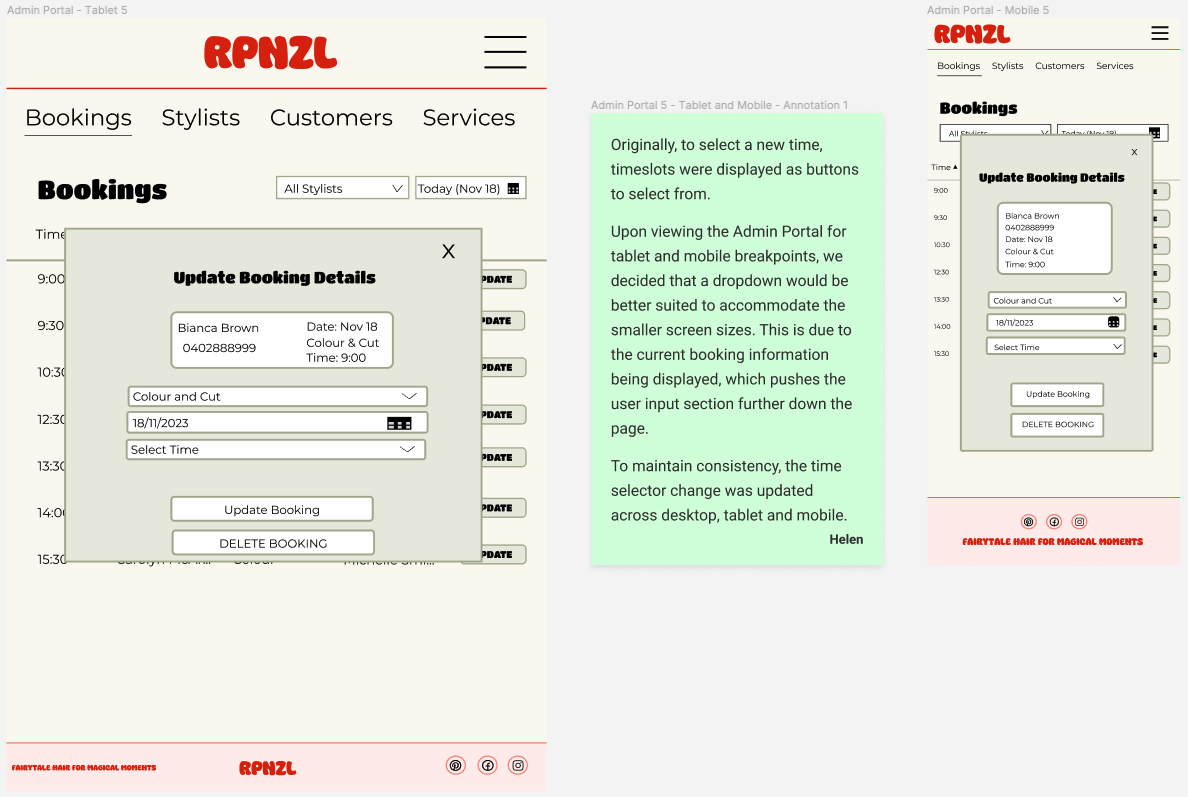 Admin Portal - Tablet 5
RPNZL
Bookings Stylists Customers Services
Bookings
All Stylists
Today (Nov 18)
Time
X
Update Booking Details
Bianca Brown
0402888999
Date: Nov 18
Colour & Cut
Time: 9:00
Colour and Cut
18/11/2023
Select Time
Update Booking
DELETE BOOKING
9:00 PDATE
9:30 PDATE
10:30 PDATE
12:30 PDATE
13:30 PDATE
14:00 PDATE
15:30 PDATE
FAIRYTALE HAIR FOR MAGICAL MOMENTS
RPNZL
Admin Portal 5 - Tablet and Mobile - Annotation 1
Originally, to select a new time,
timeslots were displayed as buttons
to select from.
Upon viewing the Admin Portal for
tablet and mobile breakpoints, we
decided that a dropdown would be
better suited to accommodate the
smaller screen sizes. This is due to
the current booking information
being displayed, which pushes the
user input section further down the
page.
To maintain consistency, the time
selector change was updated
across desktop, tablet and mobile.
Helen
Admin Portal - Mobile 5
RPNZL
Bookings Stylists Customers Services
Bookings
All Stylists
Today (Nov 18)
Time
x
Update Booking Details
Bianca Brown
0402888999
Date: Nov 18
Colour & Cut
Time: 9:00
Colour and Cut
18/11/2023
Select Time
Update Booking
DELETE BOOKING
9:00 E
9:30 E
10:30 E
12:30 E
13:30 E
14:00 E
15:30 E
FAIRYTALE HAIR FOR MAGICAL MOMENTS